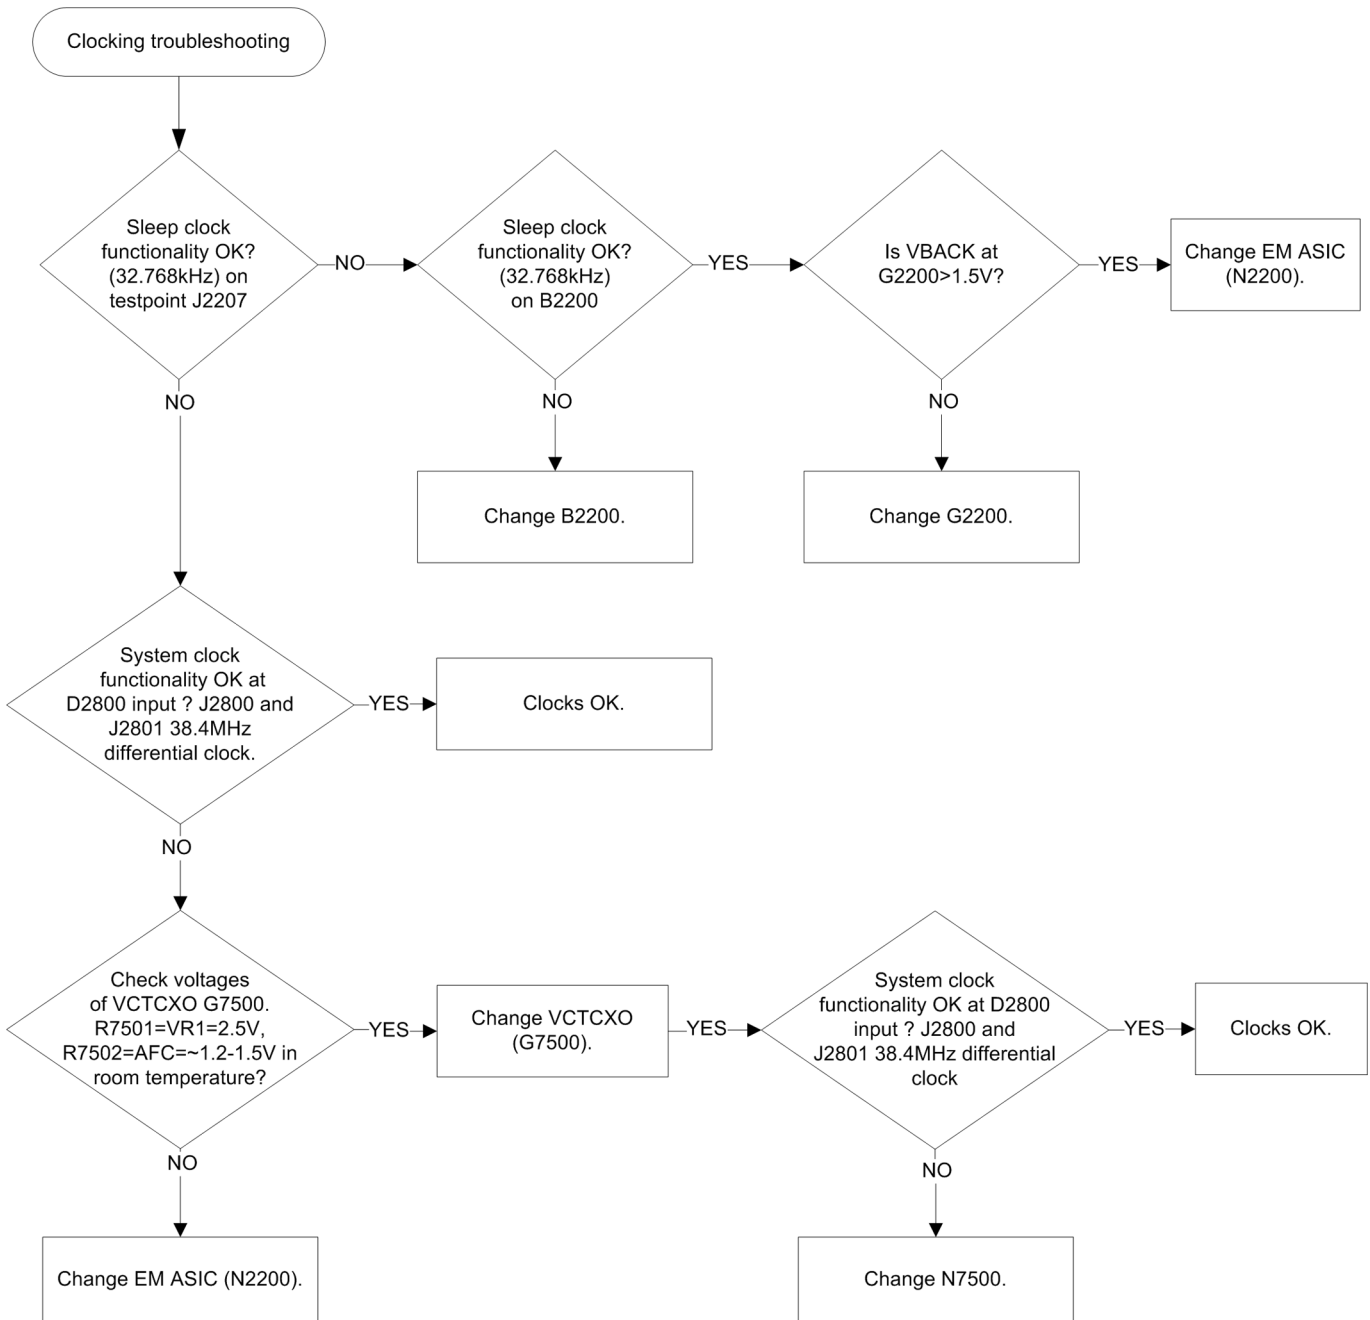 Clocking troubleshooting
Sleep clock
functionality OK?
(32.768kHz) on
testpoint J2207
NO
Sleep clock
functionality OK?
(32.768kHz)
on B2200
YES
Is VBACK at
G2200>1.5V?
YES
Change EM ASIC
(N2200).
NO
NO
NO
Change B2200.
Change G2200.
System clock
functionality OK at
D2800 input ? J2800 and
J2801 38.4MHz
differential clock.
YES
Clocks OK.
NO
Check voltages
of VCTCXO G7500.
R7501=VR1=2.5V,
R7502=AFC=~1.2-1.5V in
room temperature?
YES
Change VCTCXO
(G7500).
YES
System clock
functionality OK at D2800
input ? J2800 and
J2801 38.4MHz differential
clock
YES
Clocks OK.
NO
NO
Change EM ASIC (N2200).
Change N7500.